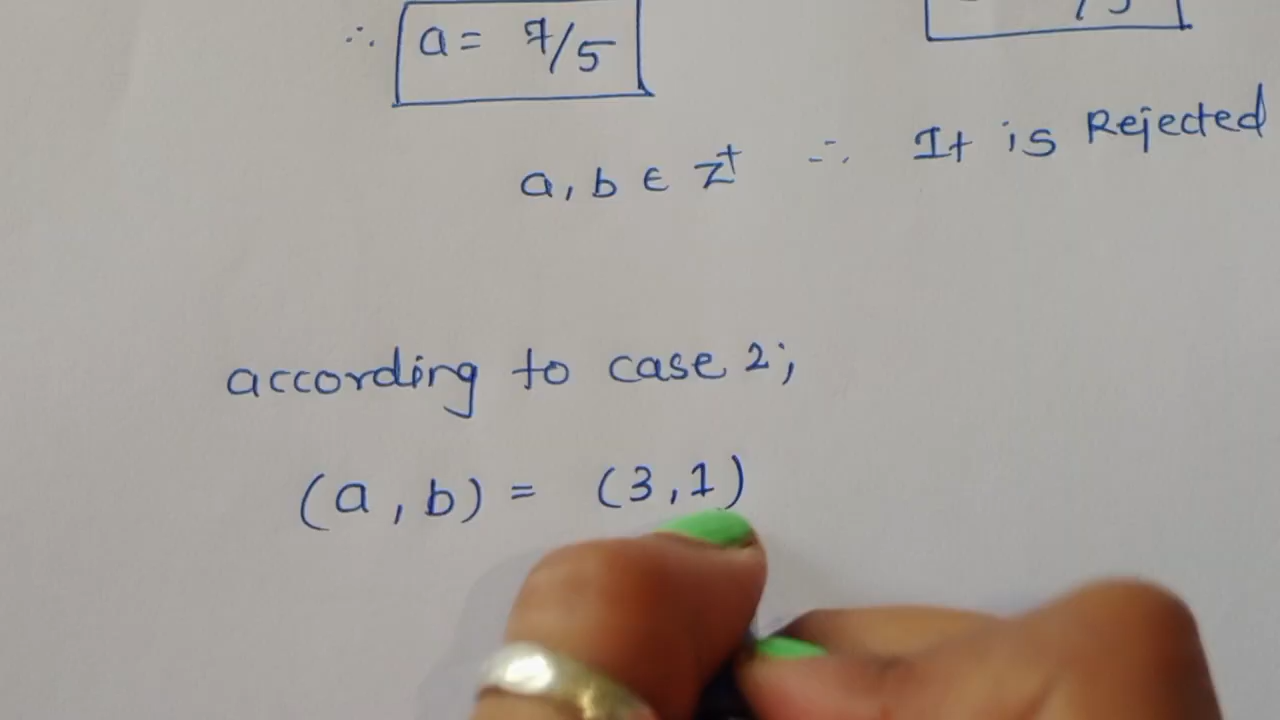 ∴ a = 7/5
a, b ∈ Z⁺ ∴ It is Rejected
according to case 2;
(a, b) = (3, 1)